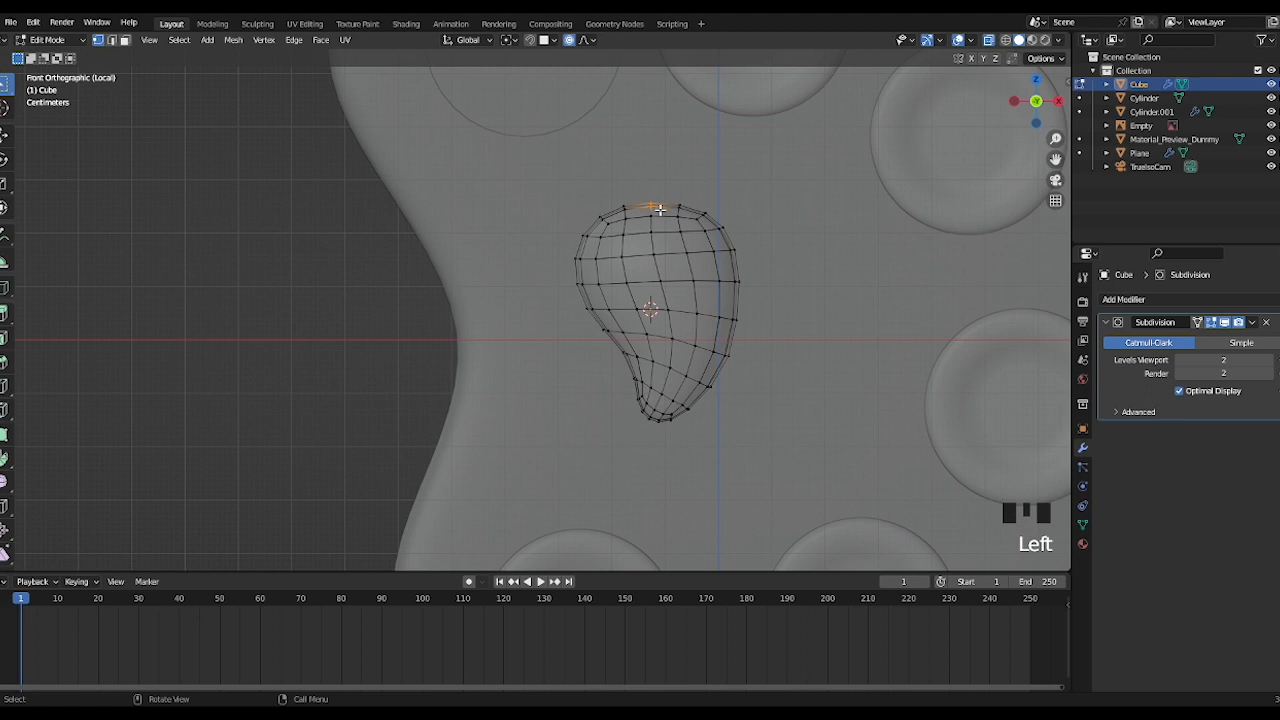 File Edit Render Window Help Layout Modeling Sculpting UV Editing Texture Paint Shading Animation Rendering Compositing Geometry Nodes Scripting + Scene ViewLayer
Edit Mode View Select Add Mesh Vertex Edge Face UV Global
X Y Z Options
Front Orthographic (Local)
(1) Cube
Centimeters
Z
Y X
Left
Scene Collection
Collection
Cube
Cylinder
Cylinder.001
Empty
Material_Preview_Dummy
Plane
TrueIsoCam
Cube > Subdivision
Add Modifier
Subdivision
Catmull-Clark Simple
Levels Viewport 2
Render 2
Optimal Display
Advanced
Playback Keying View Marker 1 Start 1 End 250
1 10 20 30 40 50 60 70 80 90 100 110 120 130 140 150 160 170 180 190 200 210 220 230 240 250
Select Rotate View Call Menu 3